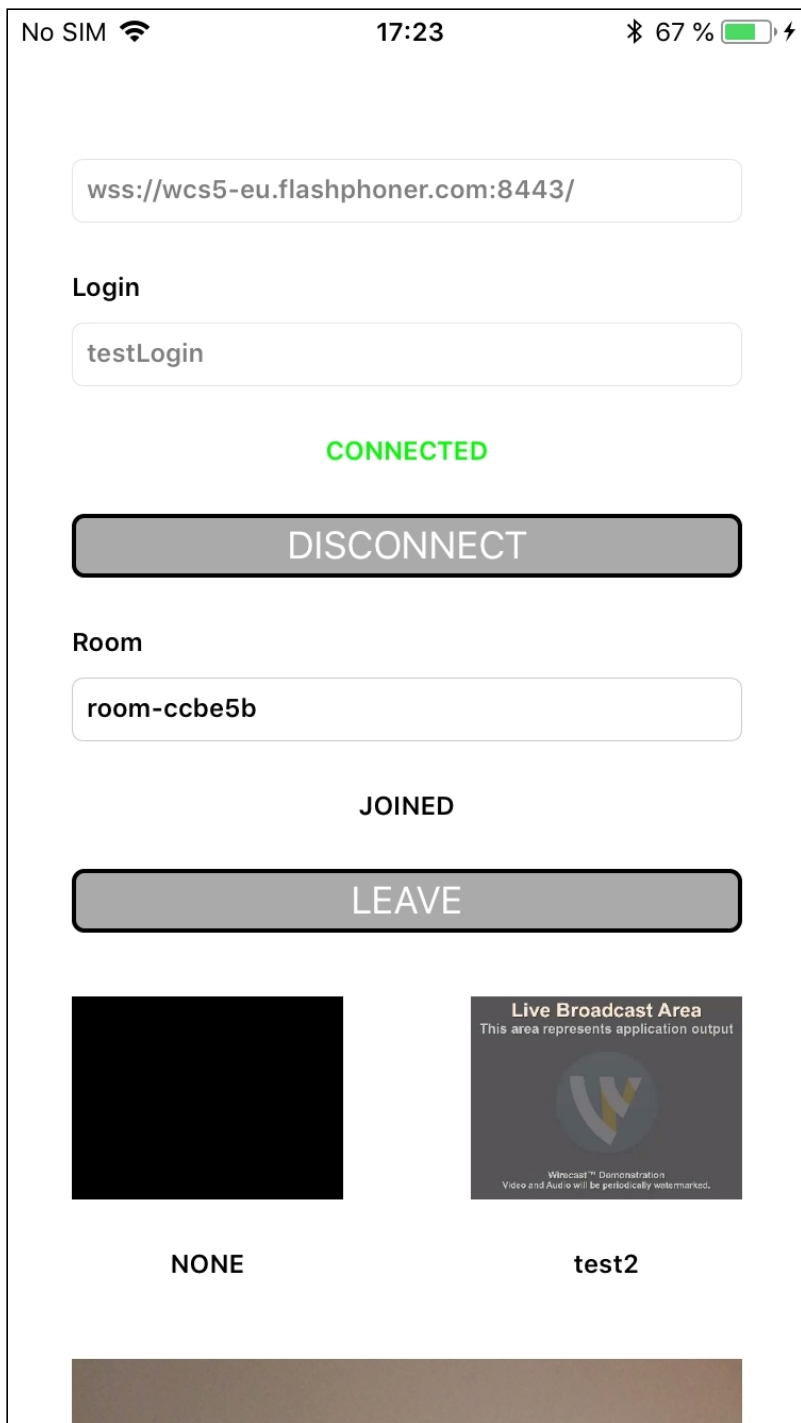 No SIM 17:23 67 %
wss://wcs5-eu.flashphoner.com:8443/
Login
testLogin
CONNECTED
DISCONNECT
Room
room-ccbe5b
JOINED
LEAVE
Live Broadcast Area
This area represents application output
Wirecast™ Demonstration
Video and Audio will be periodically watermarked.
NONE test2